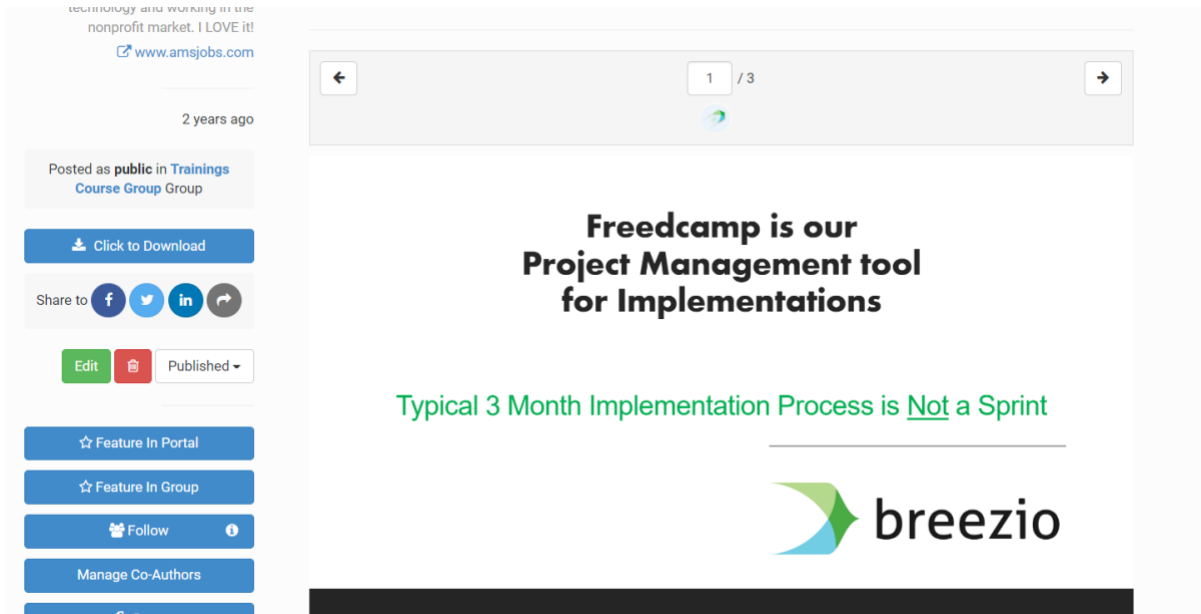 technology and working in the
nonprofit market. I LOVE it!
www.amsjobs.com
2 years ago
Posted as public in Trainings
Course Group Group
Click to Download
Share to
Edit
Published
Feature In Portal
Feature In Group
Follow
Manage Co-Authors
1 / 3
Freedcamp is our
Project Management tool
for Implementations
Typical 3 Month Implementation Process is Not a Sprint
breezio